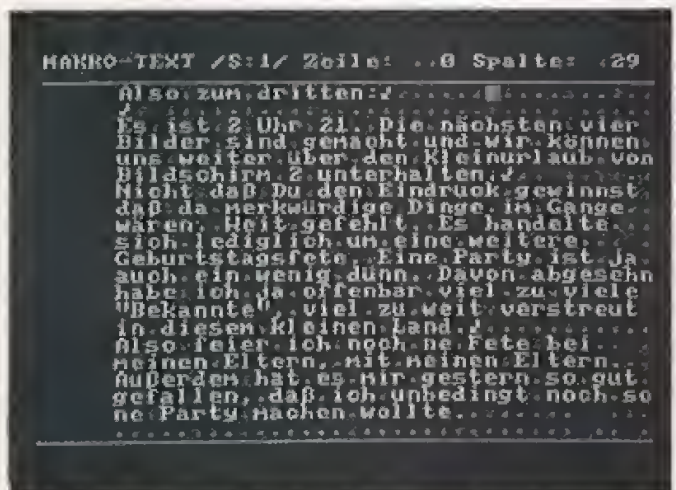 MAKRO-TEXT /S:1/ Zeile: ..0 Spalte: .29
Also.zum.dritten:↲
↲
Es.ist.2.Uhr.21..Die.nächsten.vier
Bilder.sind.gemacht.und.wir.können
uns.weiter.über.den.Kleinurlaub.von
Bildschirm.2.unterhalten.↲
Nicht.daß.Du.den.Eindruck.gewinnst
daß.da.merkwürdige.Dinge.im.Gange
wären..Weit.gefehlt..Es.handelte
sich.lediglich.um.eine.weitere
Geburtstagsfete..Eine.Party.ist.ja
auch.ein.wenig.dünn..Davon.abgesehn
habe.ich.ja.offenbar.viel.zu.viele
"Bekannte",.viel.zu.weit.verstreut
in.diesem.kleinen.Land.↲
Also.feier.ich.noch.ne.Fete.bei
meinen.Eltern,.mit.meinen.Eltern.
Außerdem.hat.es.mir.gestern.so.gut
gefallen,.daß.ich.unbedingt.noch.so
ne.Party.machen.wollte.